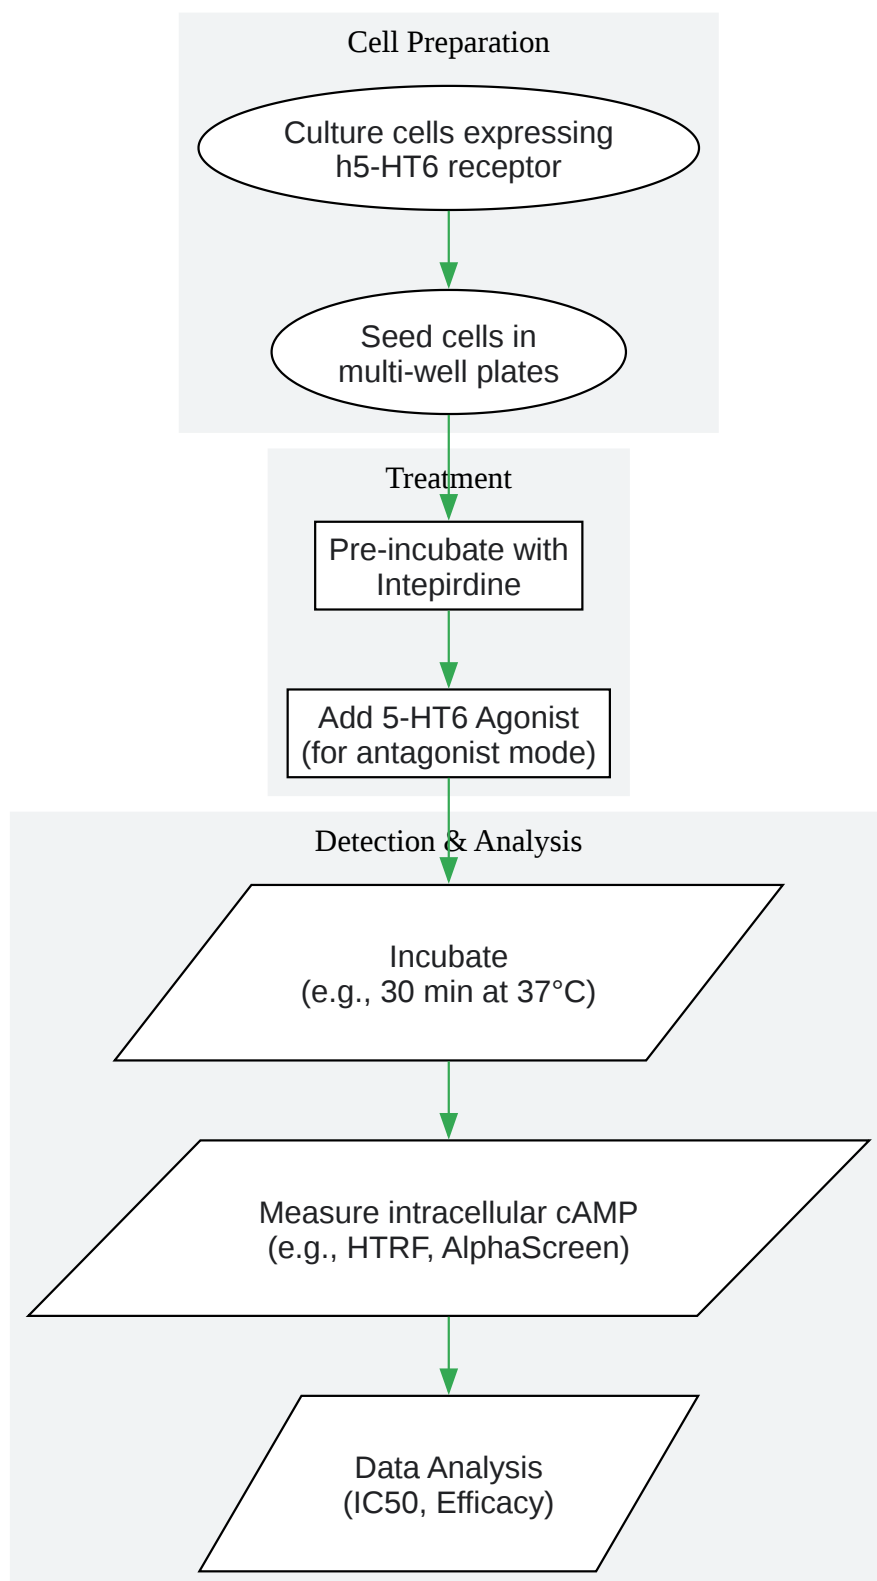 Cell Preparation
Culture cells expressing
h5-HT6 receptor
Seed cells in
multi-well plates
Treatment
Pre-incubate with
Intepirdine
Add 5-HT6 Agonist
(for antagonist mode)
Detection & Analysis
Incubate
(e.g., 30 min at 37°C)
Measure intracellular cAMP
(e.g., HTRF, AlphaScreen)
Data Analysis
(IC50, Efficacy)